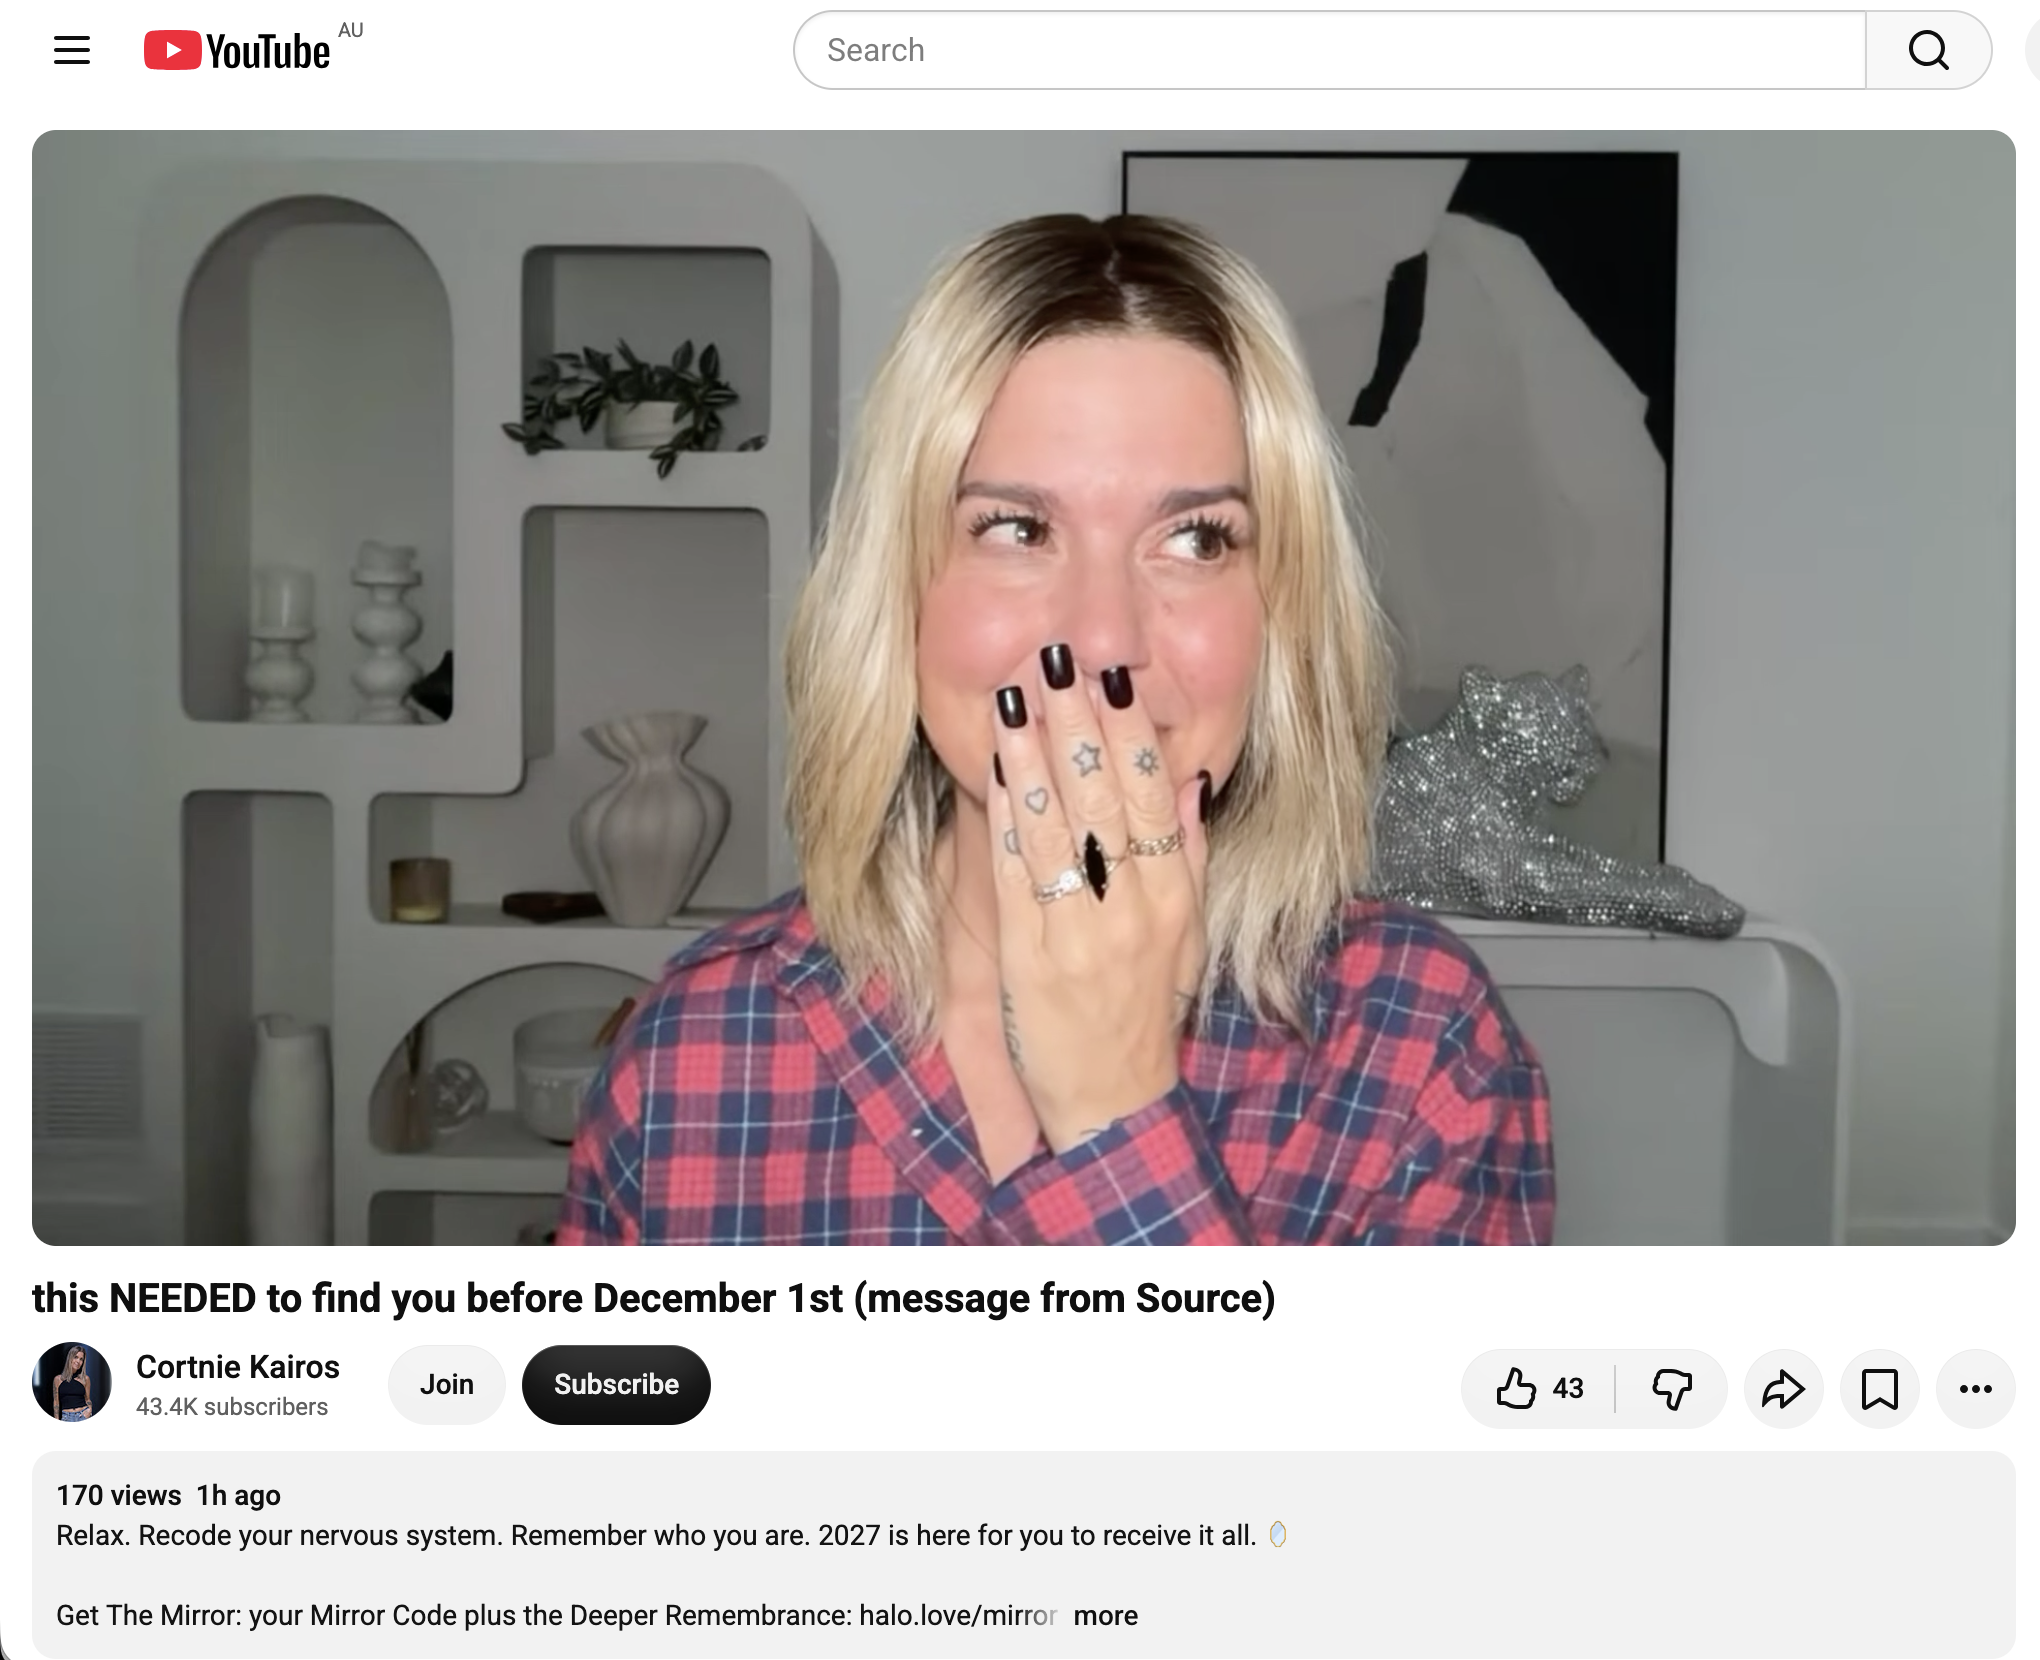 YouTube AU
Search
this NEEDED to find you before December 1st (message from Source)
Cortnie Kairos
43.4K subscribers
Join
Subscribe
43
170 views 1h ago
Relax. Recode your nervous system. Remember who you are. 2027 is here for you to receive it all. 🪞
Get The Mirror: your Mirror Code plus the Deeper Remembrance: halo.love/mirror more